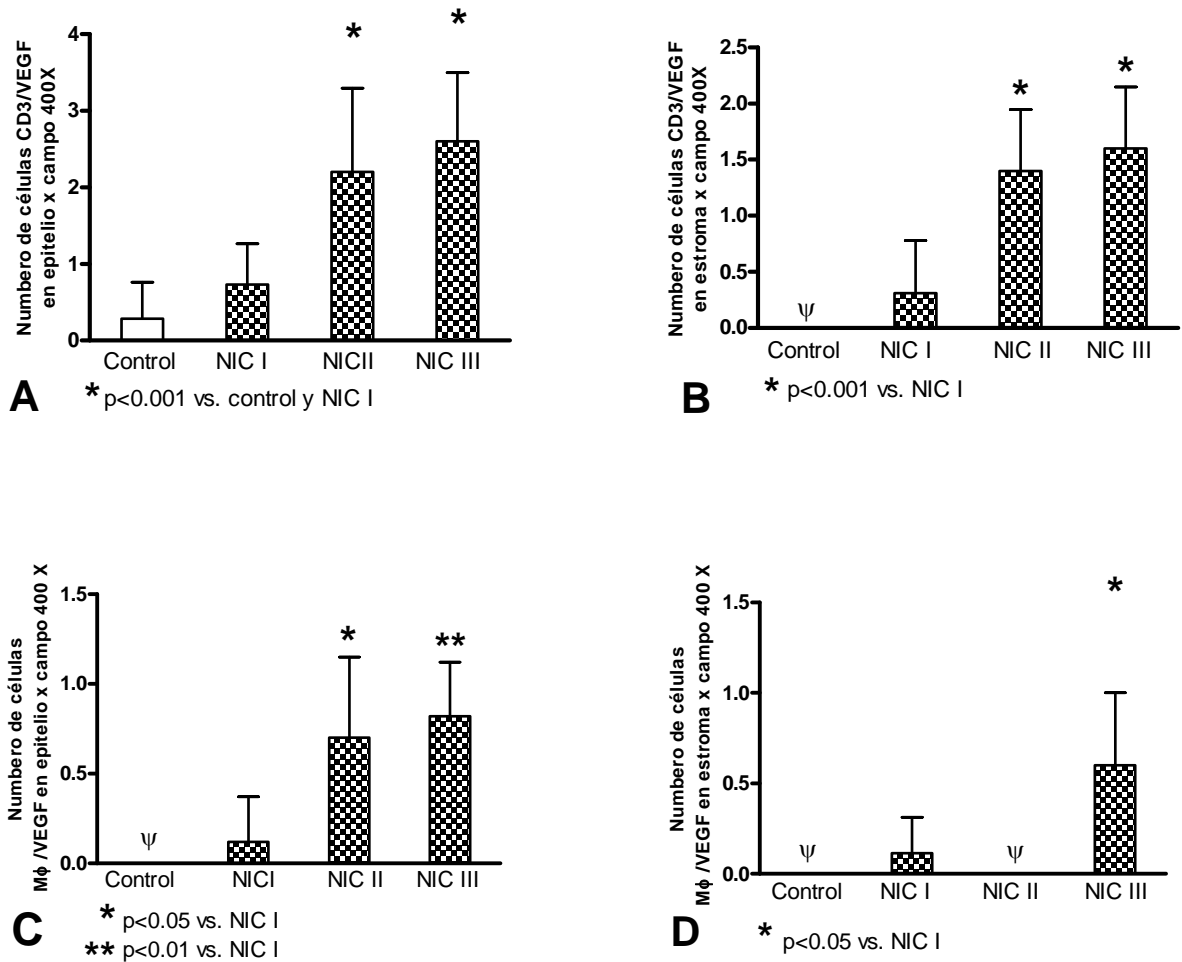 Numbero de células CD3/VEGF
en epitelio x campo 400X
4
3
2
1
0
*
*
Control
NIC I
NICII
NIC III
A
* p<0.001 vs. control y NIC I
Numbero de células CD3/VEGF
en estroma x campo 400X
2.5
2.0
1.5
1.0
0.5
0.0
ψ
*
*
Control
NIC I
NIC II
NIC III
B
* p<0.001 vs. NIC I
Numbero de células
Mϕ /VEGF en epitelio x campo 400 X
1.5
1.0
0.5
0.0
ψ
*
**
Control
NICI
NIC II
NIC III
C
* p<0.05 vs. NIC I
** p<0.01 vs. NIC I
Numbero de células
Mϕ /VEGF en estroma x campo 400 X
1.5
1.0
0.5
0.0
ψ
ψ
*
Control
NIC I
NIC II
NIC III
D
* p<0.05 vs. NIC I